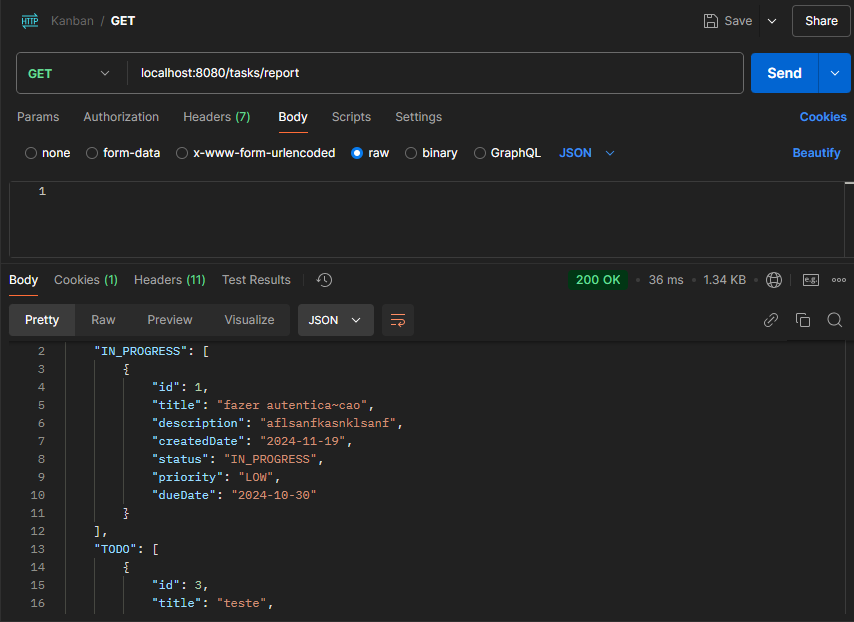 HTTP Kanban / GET Save Share
GET localhost:8080/tasks/report Send
Params Authorization Headers (7) Body Scripts Settings Cookies
none form-data x-www-form-urlencoded raw binary GraphQL JSON Beautify
1
Body Cookies (1) Headers (11) Test Results 200 OK 36 ms 1.34 KB e.g.
Pretty Raw Preview Visualize JSON
2 "IN_PROGRESS": [
3 {
4 "id": 1,
5 "title": "fazer autentica~cao",
6 "description": "aflsanfkasnklsanf",
7 "createdDate": "2024-11-19",
8 "status": "IN_PROGRESS",
9 "priority": "LOW",
10 "dueDate": "2024-10-30"
11 }
12 ],
13 "TODO": [
14 {
15 "id": 3,
16 "title": "teste",